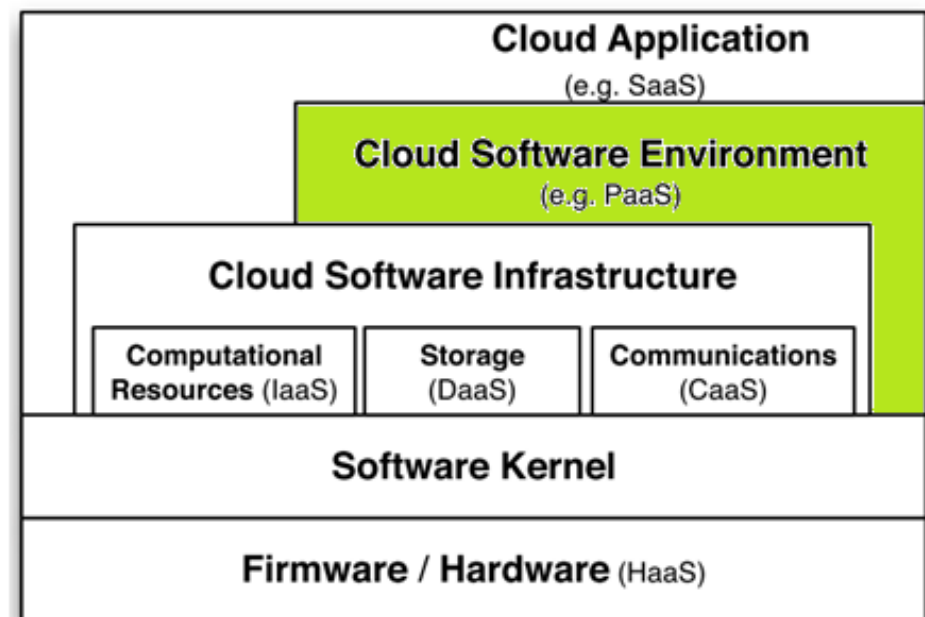 Cloud Application
(e.g. SaaS)
Cloud Software Environment
(e.g. PaaS)
Cloud Software Infrastructure
Computational
Resources (IaaS)
Storage
(DaaS)
Communications
(CaaS)
Software Kernel
Firmware / Hardware (HaaS)